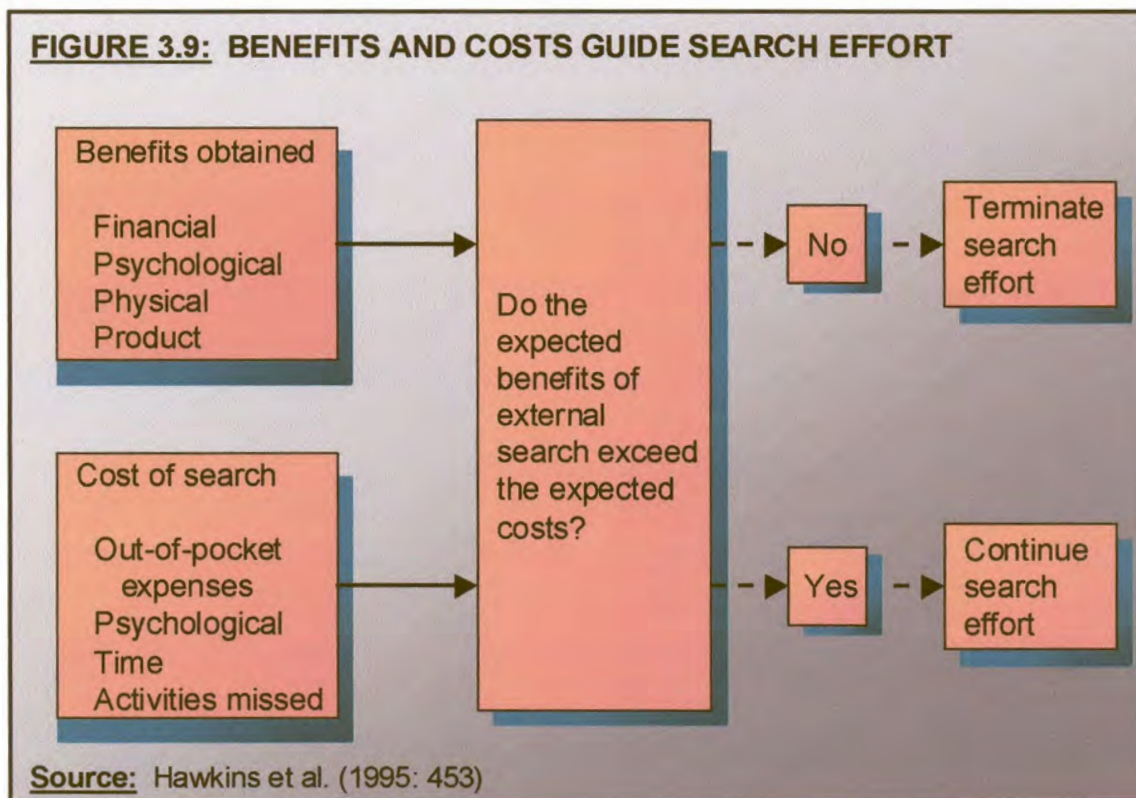 FIGURE 3.9: BENEFITS AND COSTS GUIDE SEARCH EFFORT
Benefits obtained
Financial
Psychological
Physical
Product
Cost of search
Out-of-pocket
expenses
Psychological
Time
Activities missed
Do the
expected
benefits of
external
search exceed
the expected
costs?
No
Terminate
search
effort
Yes
Continue
search
effort
Source: Hawkins et al. (1995: 453)